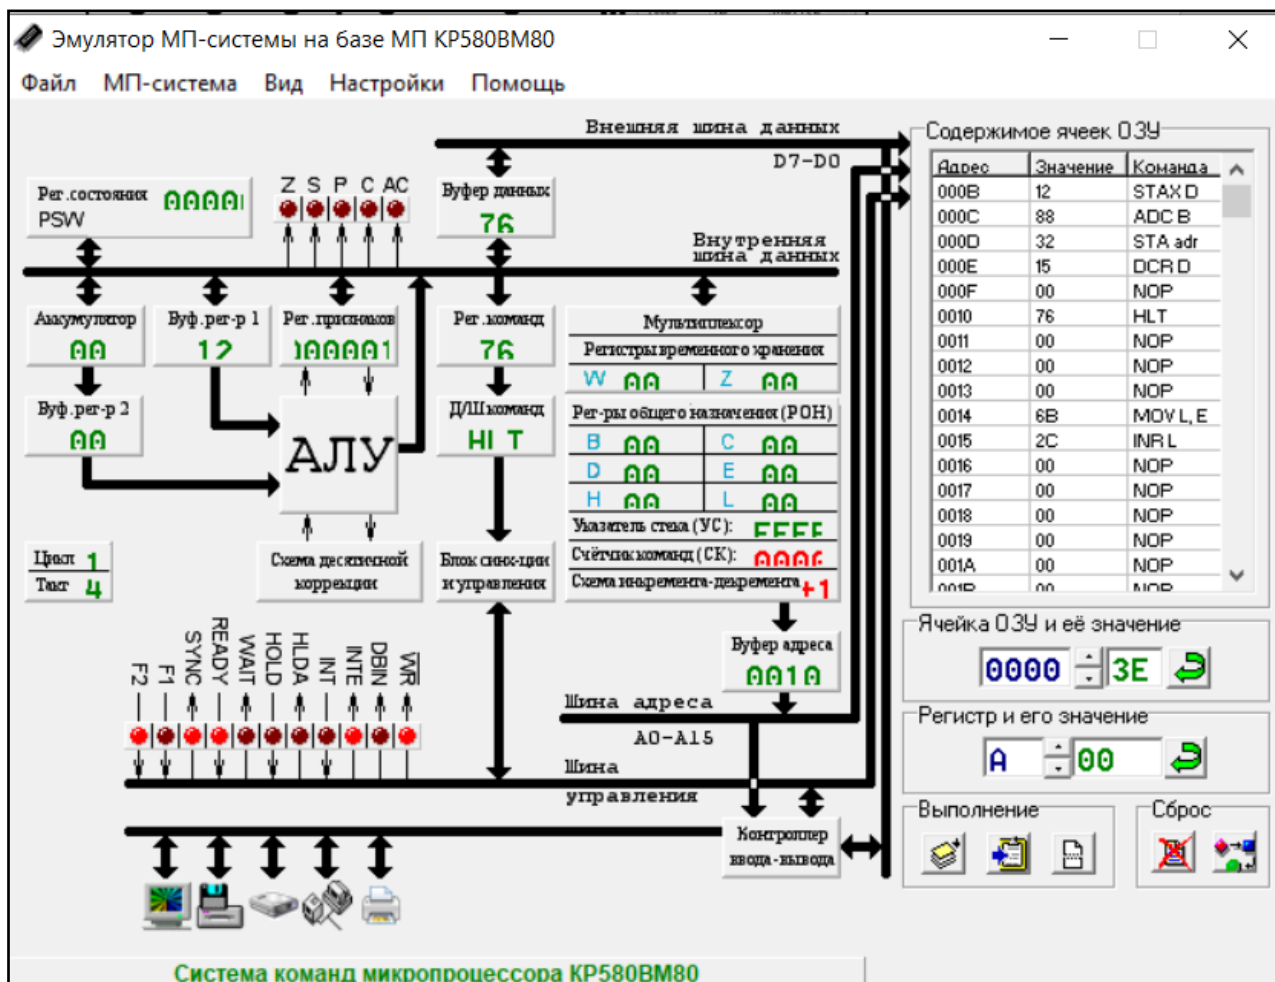 Эмулятор МП-системы на базе МП КР580ВМ80
Файл МП-система Вид Настройки Помощь
Внешняя шина данных
D7-D0
Рег.состояния
PSW
Z S P C AC
Буфер данных
76
Внутренняя
шина данных
Аккумулятор
00
Буф.рег-р 1
12
Рег.признаков
Рег.команд
76
Мультиплексор
Регистры временного хранения
W 00 Z 00
Буф.рег-р 2
00
АЛУ
Д/Ш команд
HLT
Рег-ры общего назначения (РОН)
B 00 C 00
D 00 E 00
H 00 L 00
Указатель стека (УС):
Счётчик команд (СК):
Схема инкремента-декремента +1
Цикл 1
Такт 4
Схема десятичной
коррекции
Блок синх-ции
и управления
Буфер адреса
0010
F2 F1 SYNC READY WAIT HOLD HLDA INT INTE DBIN WR
Шина адреса
A0-A15
Шина
управления
Контроллер
ввода-вывода
Содержимое ячеек ОЗУ
Адрес Значение Команда
000B 12 STAX D
000C 88 ADC B
000D 32 STA adr
000E 15 DCR D
000F 00 NOP
0010 76 HLT
0011 00 NOP
0012 00 NOP
0013 00 NOP
0014 6B MOV L, E
0015 2C INR L
0016 00 NOP
0017 00 NOP
0018 00 NOP
0019 00 NOP
001A 00 NOP
001B 00 NOP
Ячейка ОЗУ и её значение
0000 3E
Регистр и его значение
A 00
Выполнение
Сброс
Система команд микропроцессора КР580ВМ80